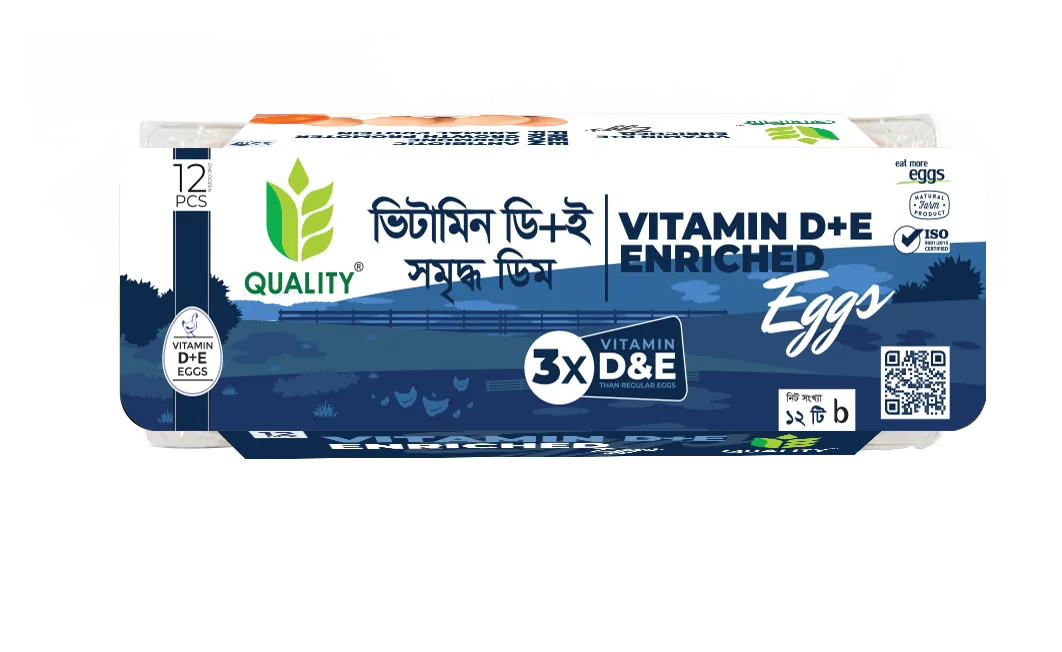 12
PCS
QUALITY®
ভিটামিন ডি+ই
সমৃদ্ধ ডিম
VITAMIN D+E
ENRICHED
Eggs
eat more
eggs
NATURAL
Farm
PRODUCT
ISO
9001:2015
CERTIFIED
VITAMIN
D+E
EGGS
3X
VITAMIN
D&E
THAN REGULAR EGGS
নিট সংখ্যা
১২ টি b
VITAMIN D+E
ENRICHED
QUALITY